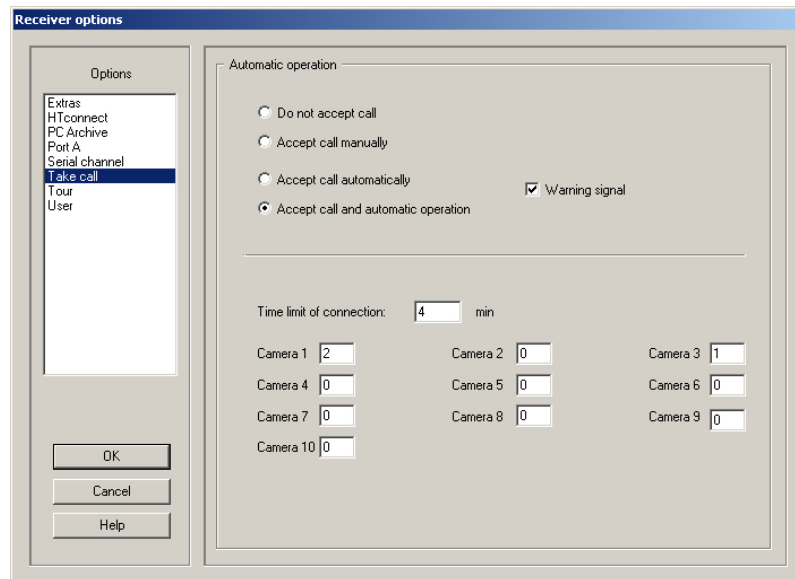 Receiver options
Options
Extras
HTconnect
PC Archive
Port A
Serial channel
Take call
Tour
User
OK
Cancel
Help
Automatic operation
Do not accept call
Accept call manually
Accept call automatically
Accept call and automatic operation
Warning signal
Time limit of connection: 4 min
Camera 1 2 Camera 2 0 Camera 3 1
Camera 4 0 Camera 5 0 Camera 6 0
Camera 7 0 Camera 8 0 Camera 9 0
Camera 10 0